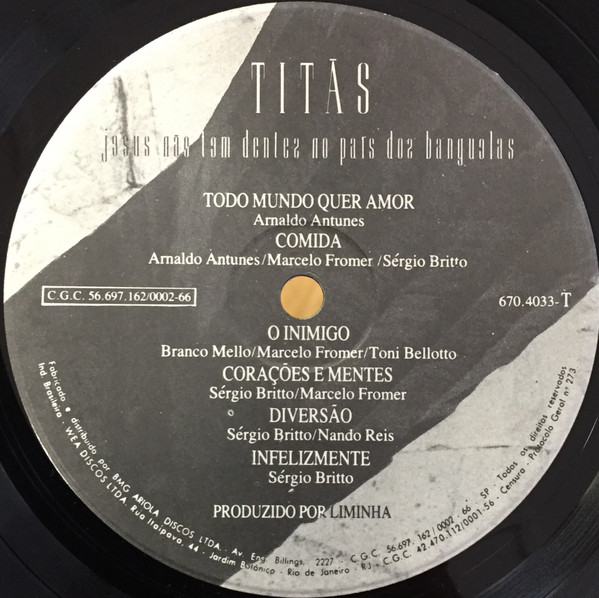 TITÃS
jesus não tem dentes no país dos banguelas
TODO MUNDO QUER AMOR
Arnaldo Antunes
COMIDA
Arnaldo Antunes/Marcelo Fromer/Sérgio Britto
C.G.C. 56.697.162/0002-66
670.4033-T
O INIMIGO
Branco Mello/Marcelo Fromer/Toni Bellotto
CORAÇÕES E MENTES
Sérgio Britto/Marcelo Fromer
DIVERSÃO
Sérgio Britto/Nando Reis
INFELIZMENTE
Sérgio Britto
PRODUZIDO POR LIMINHA
Fabricado e distribuído por BMG ARIOLA DISCOS LTDA. - Av. Eng. Billings, 2227 - C.G.C. 56.697.162/0002-66 - SP - Todos os direitos reservados
Ind. Brasileira - WEA DISCOS LTDA. Rua Itaipava, 44 - Jardim Botânico - Rio de Janeiro - RJ - C.G.C. 42.470.112/0001-56 - Censura - Protocolo Geral nº 273